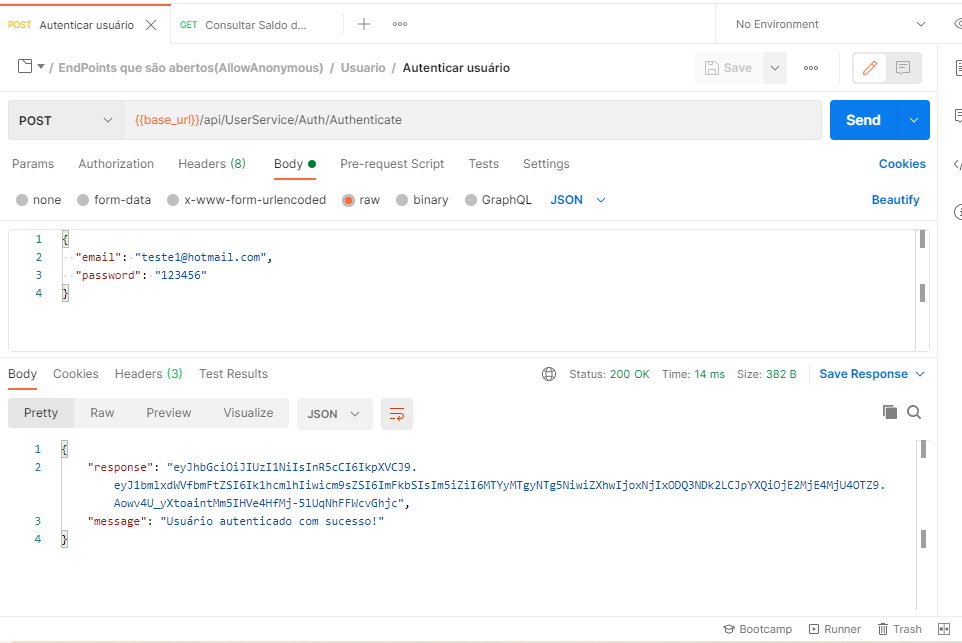 POST Autenticar usuário GET Consultar Saldo d... No Environment
/ EndPoints que são abertos(AllowAnonymous) / Usuario / Autenticar usuário Save
POST {{base_url}}/api/UserService/Auth/Authenticate Send
Params Authorization Headers (8) Body Pre-request Script Tests Settings Cookies
none form-data x-www-form-urlencoded raw binary GraphQL JSON Beautify
1 {
2 "email": "teste1@hotmail.com",
3 "password": "123456"
4 }
Body Cookies Headers (3) Test Results Status: 200 OK Time: 14 ms Size: 382 B Save Response
Pretty Raw Preview Visualize JSON
1 {
2 "response": "eyJhbGciOiJIUzI1NiIsInR5cCI6IkpXVCJ9.
eyJ1bmlxdWVfbmFtZSI6Ik1hcmlhIiwicm9sZSI6ImFkbSIsIm5iZiI6MTYyMTgyNTg5NiwiZXhwIjoxNjIxODQ3NDk2LCJpYXQiOjE2MjE4MjU4OTZ9.
Aowv4U_yXtoaintMm5IHVe4HfMj-5lUqNhFFWcvGhjc",
3 "message": "Usuário autenticado com sucesso!"
4 }
Bootcamp Runner Trash